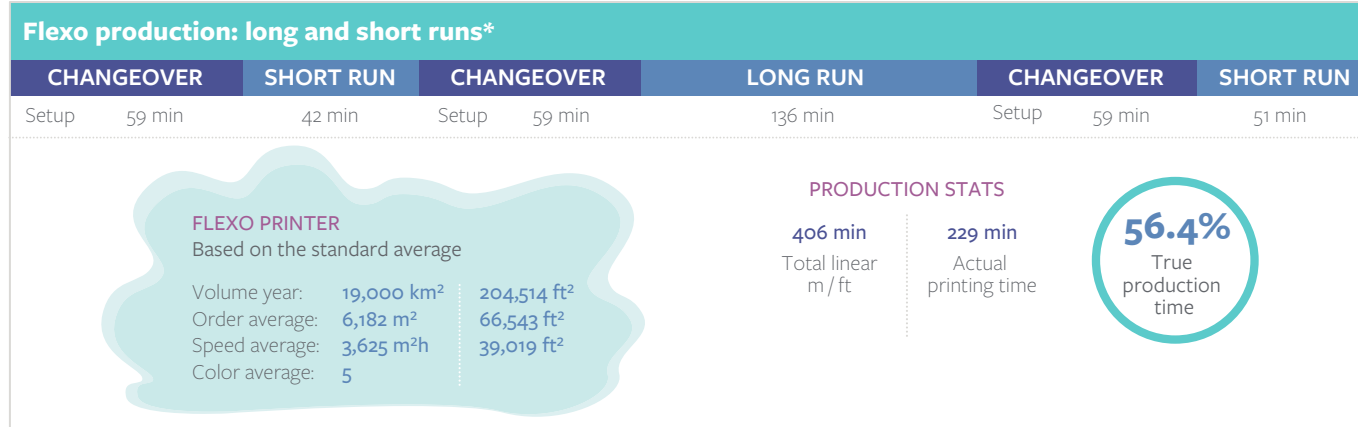 Flexo production: long and short runs*
CHANGEOVER SHORT RUN CHANGEOVER LONG RUN CHANGEOVER SHORT RUN
Setup 59 min 42 min Setup 59 min 136 min Setup 59 min 51 min
FLEXO PRINTER
Based on the standard average
Volume year: 19,000 km² 204,514 ft²
Order average: 6,182 m² 66,543 ft²
Speed average: 3,625 m²h 39,019 ft²
Color average: 5
PRODUCTION STATS
406 min
Total linear
m / ft
229 min
Actual
printing time
56.4%
True
production
time